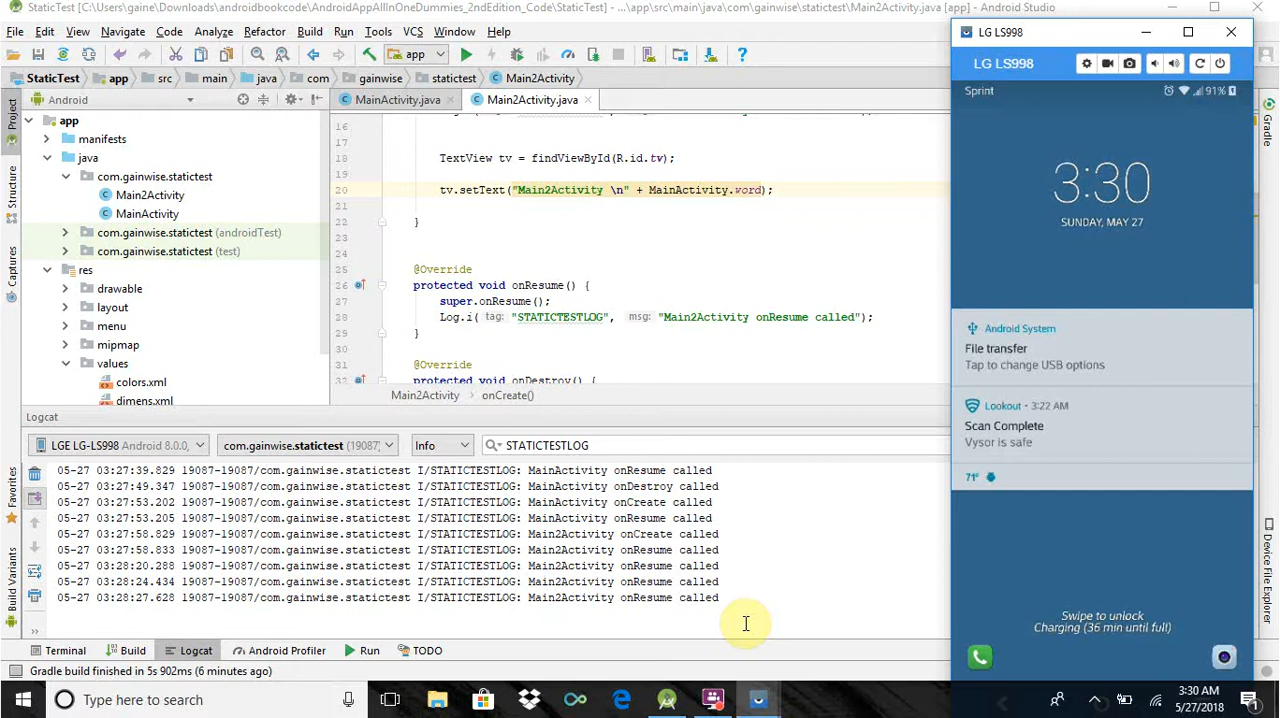 StaticTest [C:\Users\gaine\Downloads\androidbookcode\AndroidAppAllInOneDummies_2ndEdition_Code\StaticTest] - ...\app\src\main\java\com\gainwise\statictest\Main2Activity.java [app] - Android Studio
File Edit View Navigate Code Analyze Refactor Build Run Tools VCS Window Help
app
StaticTest app src main java com gainwise statictest Main2Activity
Android
MainActivity.java Main2Activity.java
Project
Structure
Captures
Favorites
Build Variants
Gradle
Device File Explorer
app
manifests
java
com.gainwise.statictest
Main2Activity
MainActivity
com.gainwise.statictest (androidTest)
com.gainwise.statictest (test)
res
drawable
layout
menu
mipmap
values
colors.xml
dimens.xml
16
17
18 TextView tv = findViewById(R.id.tv);
19
20 tv.setText("Main2Activity \n" + MainActivity.word);
21
22 }
23
24
25 @Override
26 protected void onResume() {
27 super.onResume();
28 Log.i( tag: "STATICTESTLOG", msg: "Main2Activity onResume called");
29 }
30
31 @Override
32 protected void onDestroy() {
Main2Activity onCreate()
Logcat
LGE LG-LS998 Android 8.0.0, com.gainwise.statictest (19087) Info STATICTESTLOG
05-27 03:27:39.829 19087-19087/com.gainwise.statictest I/STATICTESTLOG: MainActivity onResume called
05-27 03:27:49.347 19087-19087/com.gainwise.statictest I/STATICTESTLOG: MainActivity onDestroy called
05-27 03:27:53.202 19087-19087/com.gainwise.statictest I/STATICTESTLOG: MainActivity onCreate called
05-27 03:27:53.205 19087-19087/com.gainwise.statictest I/STATICTESTLOG: MainActivity onResume called
05-27 03:27:58.829 19087-19087/com.gainwise.statictest I/STATICTESTLOG: Main2Activity onCreate called
05-27 03:27:58.833 19087-19087/com.gainwise.statictest I/STATICTESTLOG: Main2Activity onResume called
05-27 03:28:20.288 19087-19087/com.gainwise.statictest I/STATICTESTLOG: Main2Activity onResume called
05-27 03:28:24.434 19087-19087/com.gainwise.statictest I/STATICTESTLOG: Main2Activity onResume called
05-27 03:28:27.628 19087-19087/com.gainwise.statictest I/STATICTESTLOG: Main2Activity onResume called
Terminal Build Logcat Android Profiler Run TODO
Gradle build finished in 5s 902ms (6 minutes ago)
LG LS998
LG LS998
Sprint 91%
3:30
SUNDAY, MAY 27
Android System
File transfer
Tap to change USB options
Lookout • 3:22 AM
Scan Complete
Vysor is safe
71°
Swipe to unlock
Charging (36 min until full)
Type here to search
3:30 AM
5/27/2018
1